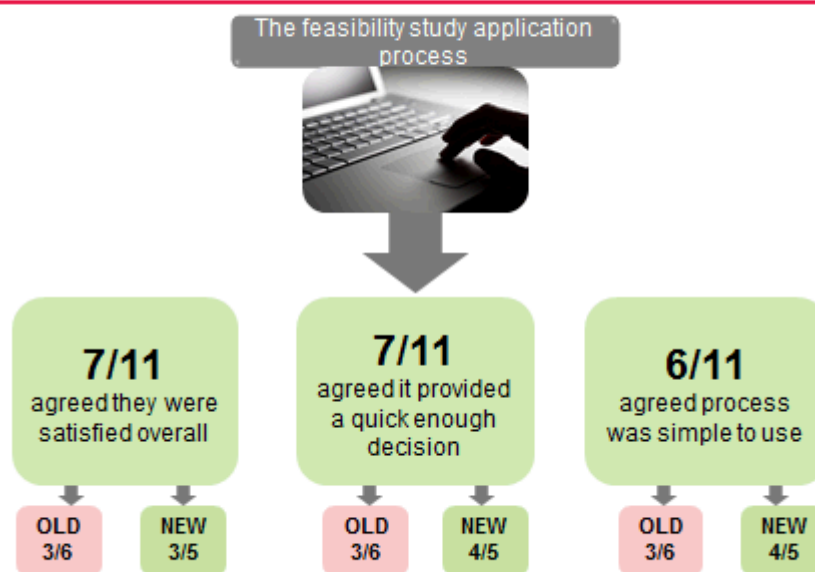 The feasibility study application
process
7/11
agreed they were
satisfied overall
7/11
agreed it provided
a quick enough
decision
6/11
agreed process
was simple to use
OLD
3/6
NEW
3/5
OLD
3/6
NEW
4/5
OLD
3/6
NEW
4/5